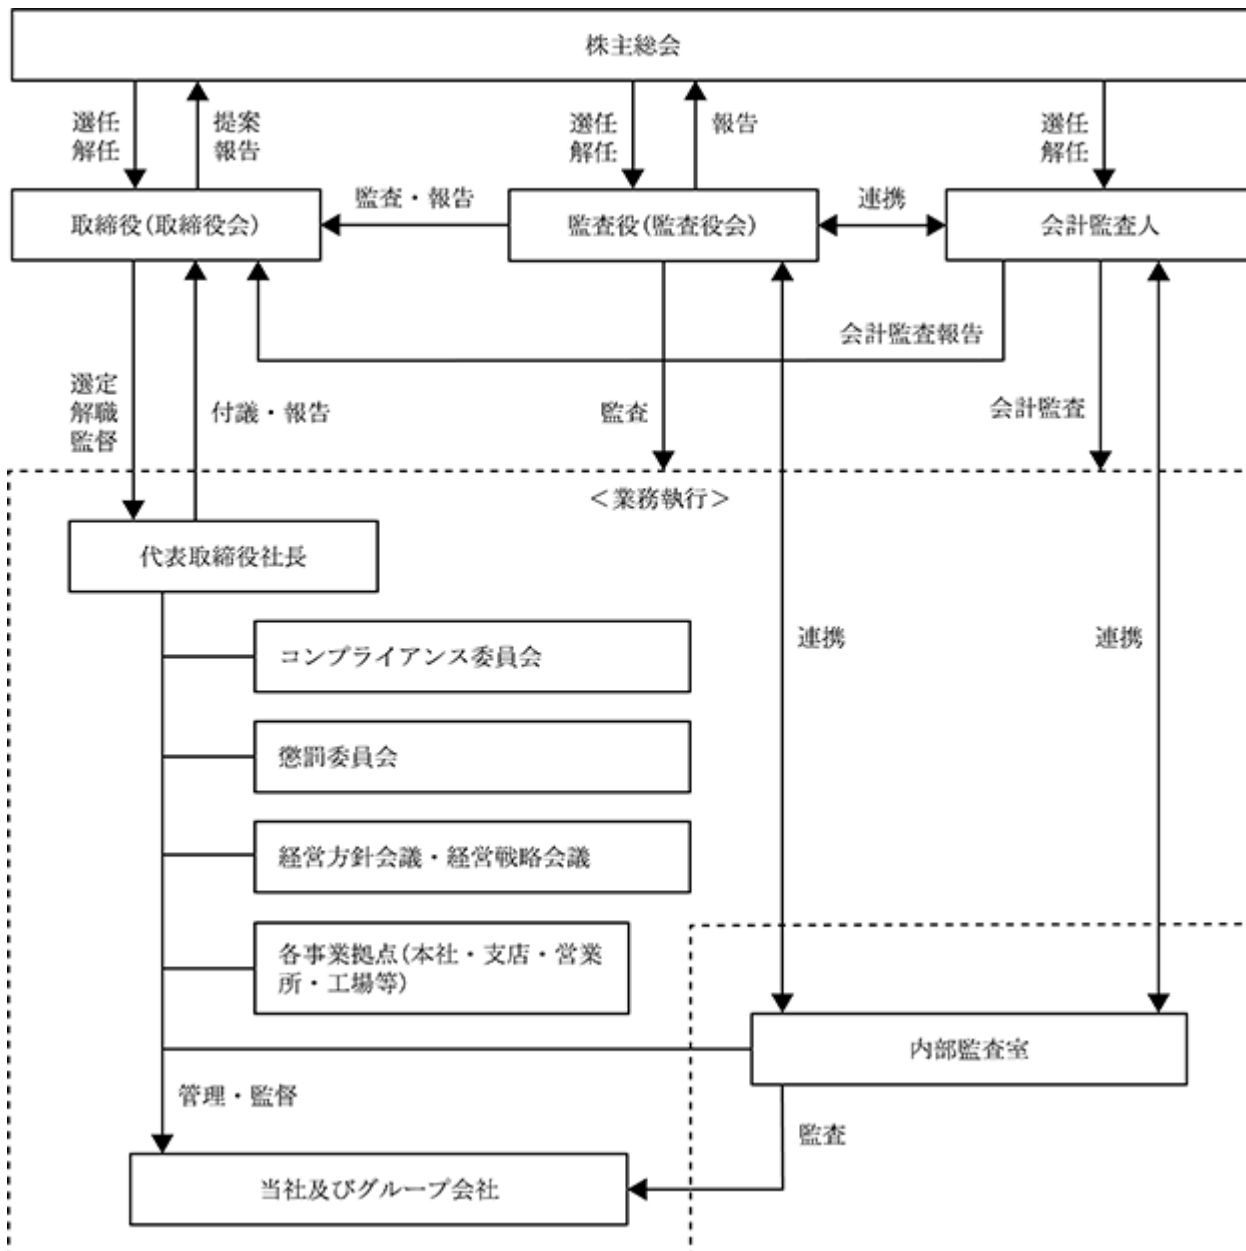 株主総会
選任
解任
提案
報告
選任
解任
報告
選任
解任
取締役(取締役会)
監査・報告
監査役(監査役会)
連携
会計監査人
会計監査報告
選定
解職
監督
付議・報告
監査
会計監査
＜業務執行＞
代表取締役社長
コンプライアンス委員会
連携
連携
懲罰委員会
経営方針会議・経営戦略会議
各事業拠点(本社・支店・営業
所・工場等)
内部監査室
管理・監督
監査
当社及びグループ会社